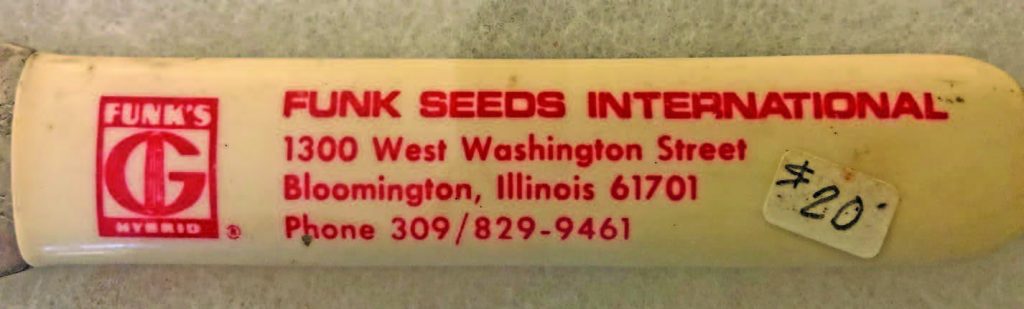 FUNK'S
G
HYBRID
®
FUNK SEEDS INTERNATIONAL
1300 West Washington Street
Bloomington, Illinois 61701
Phone 309/829-9461
$20